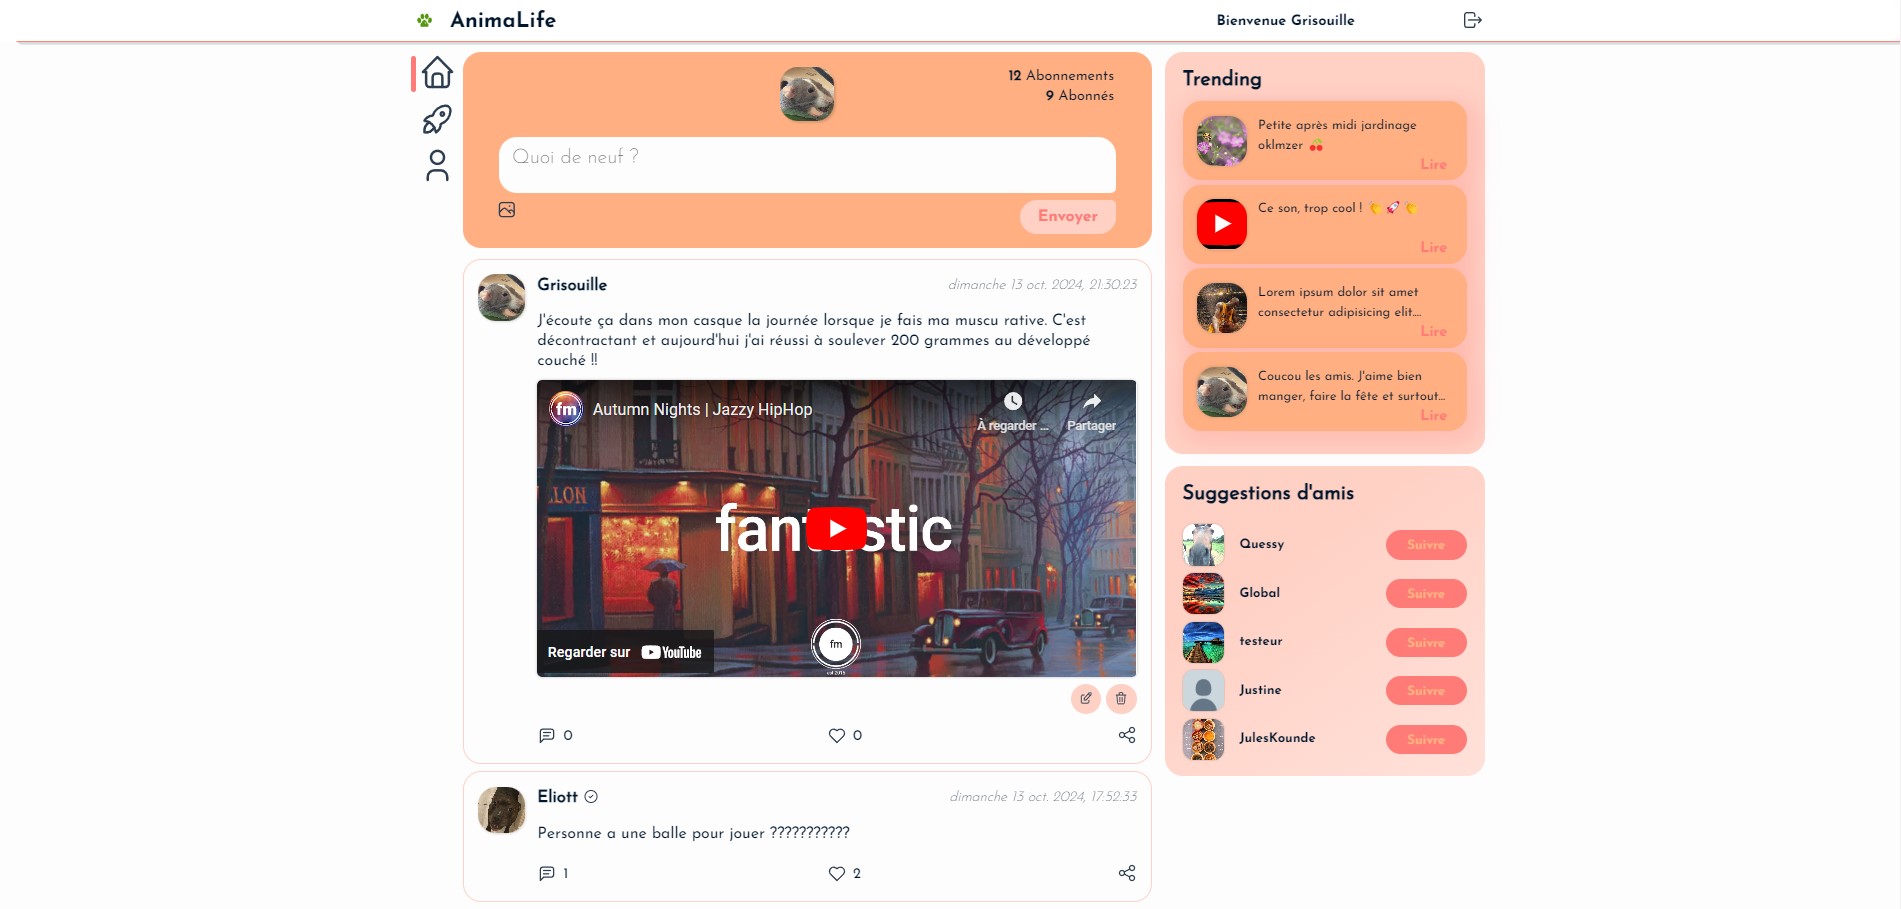 AnimaLife
Bienvenue Grisouille
12 Abonnements
9 Abonnés
Quoi de neuf ?
Envoyer
Grisouille
dimanche 13 oct. 2024, 21:30:23
J'écoute ça dans mon casque la journée lorsque je fais ma muscu rative. C'est
décontractant et aujourd'hui j'ai réussi à soulever 200 grammes au développé
couché !!
fm
Autumn Nights | Jazzy HipHop
À regarder ...
Partager
LLON
fan stic
Regarder sur YouTube
fm
0
0
Eliott
dimanche 13 oct. 2024, 17:52:33
Personne a une balle pour jouer ???????????
1
2
Trending
Petite après midi jardinage
oklmzer 🍒
Lire
Ce son, trop cool ! 👏 🚀 👏
Lire
Lorem ipsum dolor sit amet
consectetur adipisicing elit....
Lire
Coucou les amis. J'aime bien
manger, faire la fête et surtout...
Lire
Suggestions d'amis
Quessy
Suivre
Global
Suivre
testeur
Suivre
Justine
Suivre
JulesKounde
Suivre